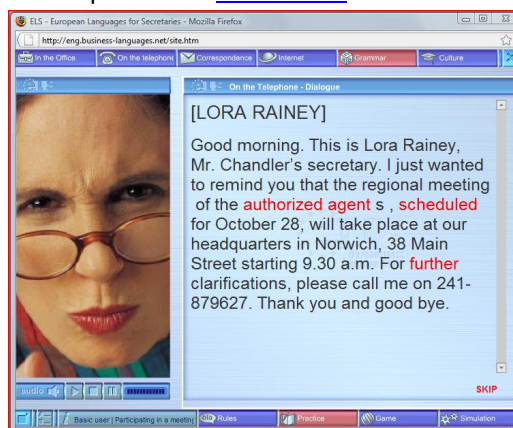 ELS - European Languages for Secretaries - Mozilla Firefox
http://eng.business-languages.net/site.htm
In the Office On the telephone Correspondence Internet Grammar Culture
On the Telephone - Dialogue
[LORA RAINEY]
Good morning. This is Lora Rainey,
Mr. Chandler's secretary. I just wanted
to remind you that the regional meeting
of the authorized agent s , scheduled
for October 28, will take place at our
headquarters in Norwich, 38 Main
Street starting 9.30 a.m. For further
clarifications, please call me on 241-
879627. Thank you and good bye.
SKIP
audio
Basic user | Participating in a meeting Rules Practice Game Simulation